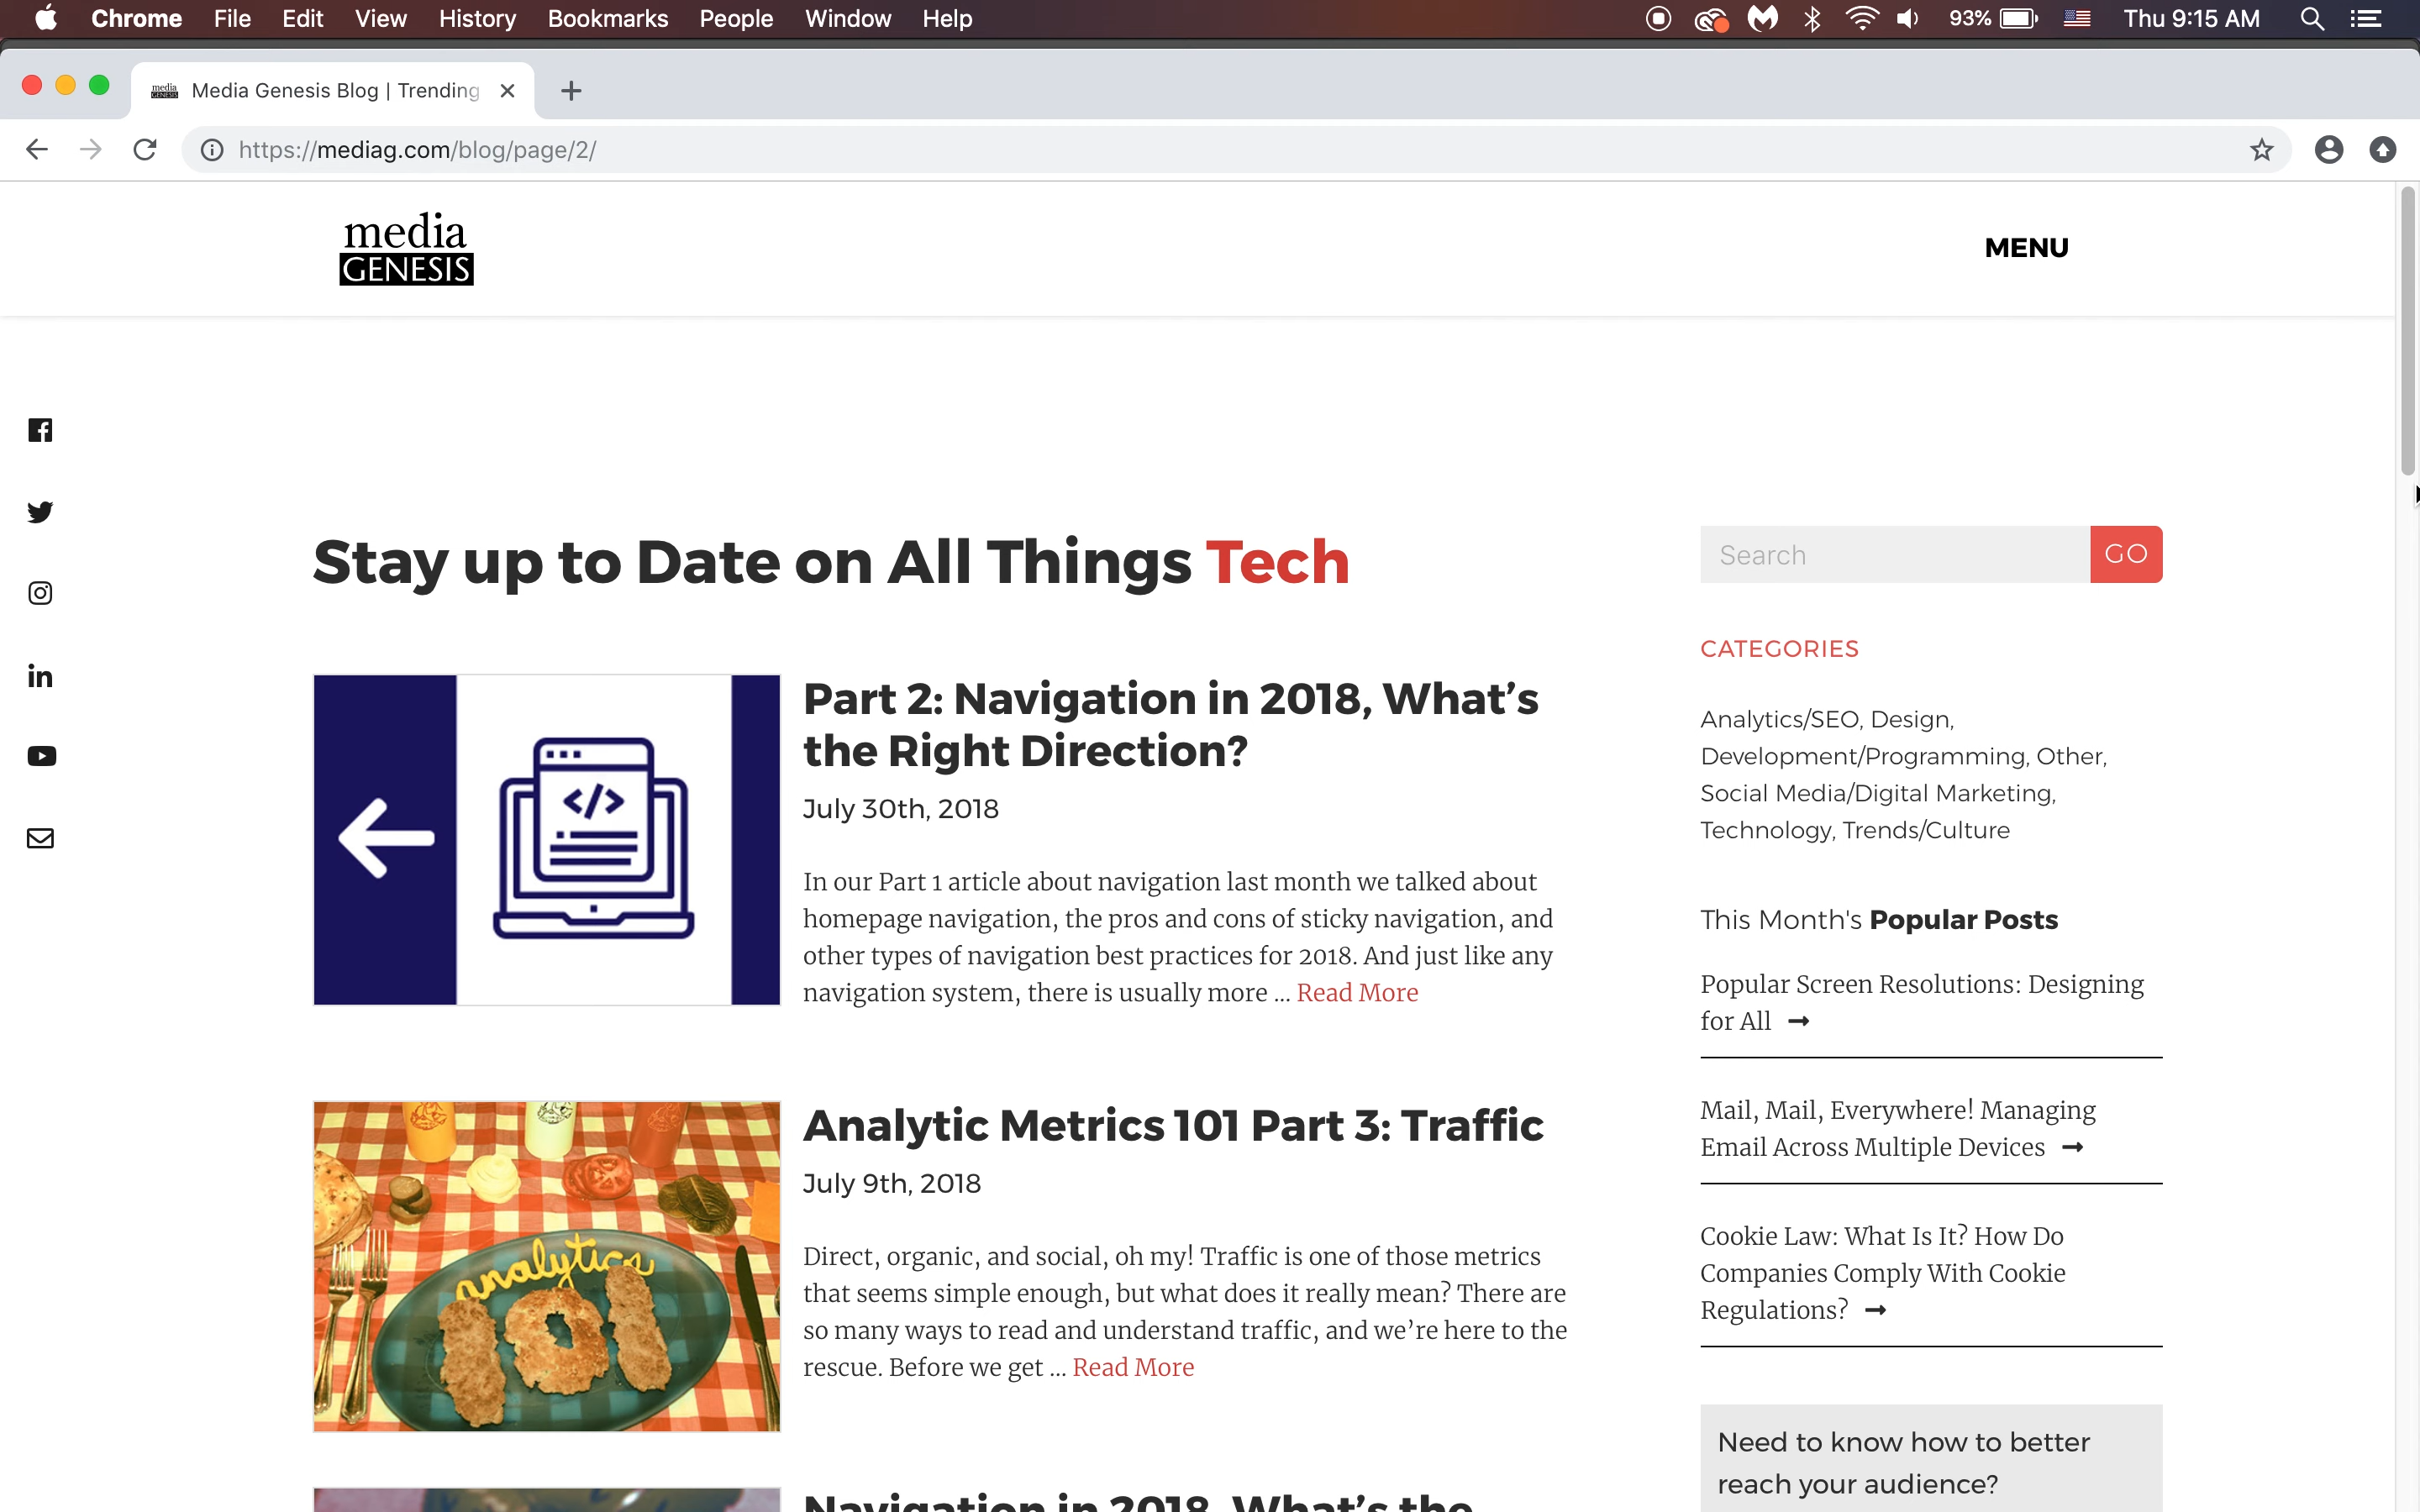 Chrome File Edit View History Bookmarks People Window Help 93% Thu 9:15 AM
media GENESIS Media Genesis Blog | Trending
https://mediag.com/blog/page/2/
media
GENESIS
MENU
Stay up to Date on All Things Tech
Part 2: Navigation in 2018, What’s
the Right Direction?
July 30th, 2018
In our Part 1 article about navigation last month we talked about
homepage navigation, the pros and cons of sticky navigation, and
other types of navigation best practices for 2018. And just like any
navigation system, there is usually more ... Read More
analytics
101
Analytic Metrics 101 Part 3: Traffic
July 9th, 2018
Direct, organic, and social, oh my! Traffic is one of those metrics
that seems simple enough, but what does it really mean? There are
so many ways to read and understand traffic, and we’re here to the
rescue. Before we get ... Read More
Navigation in 2018, What’s the
Search GO
CATEGORIES
Analytics/SEO, Design,
Development/Programming, Other,
Social Media/Digital Marketing,
Technology, Trends/Culture
This Month's Popular Posts
Popular Screen Resolutions: Designing
for All
Mail, Mail, Everywhere! Managing
Email Across Multiple Devices
Cookie Law: What Is It? How Do
Companies Comply With Cookie
Regulations?
Need to know how to better
reach your audience?